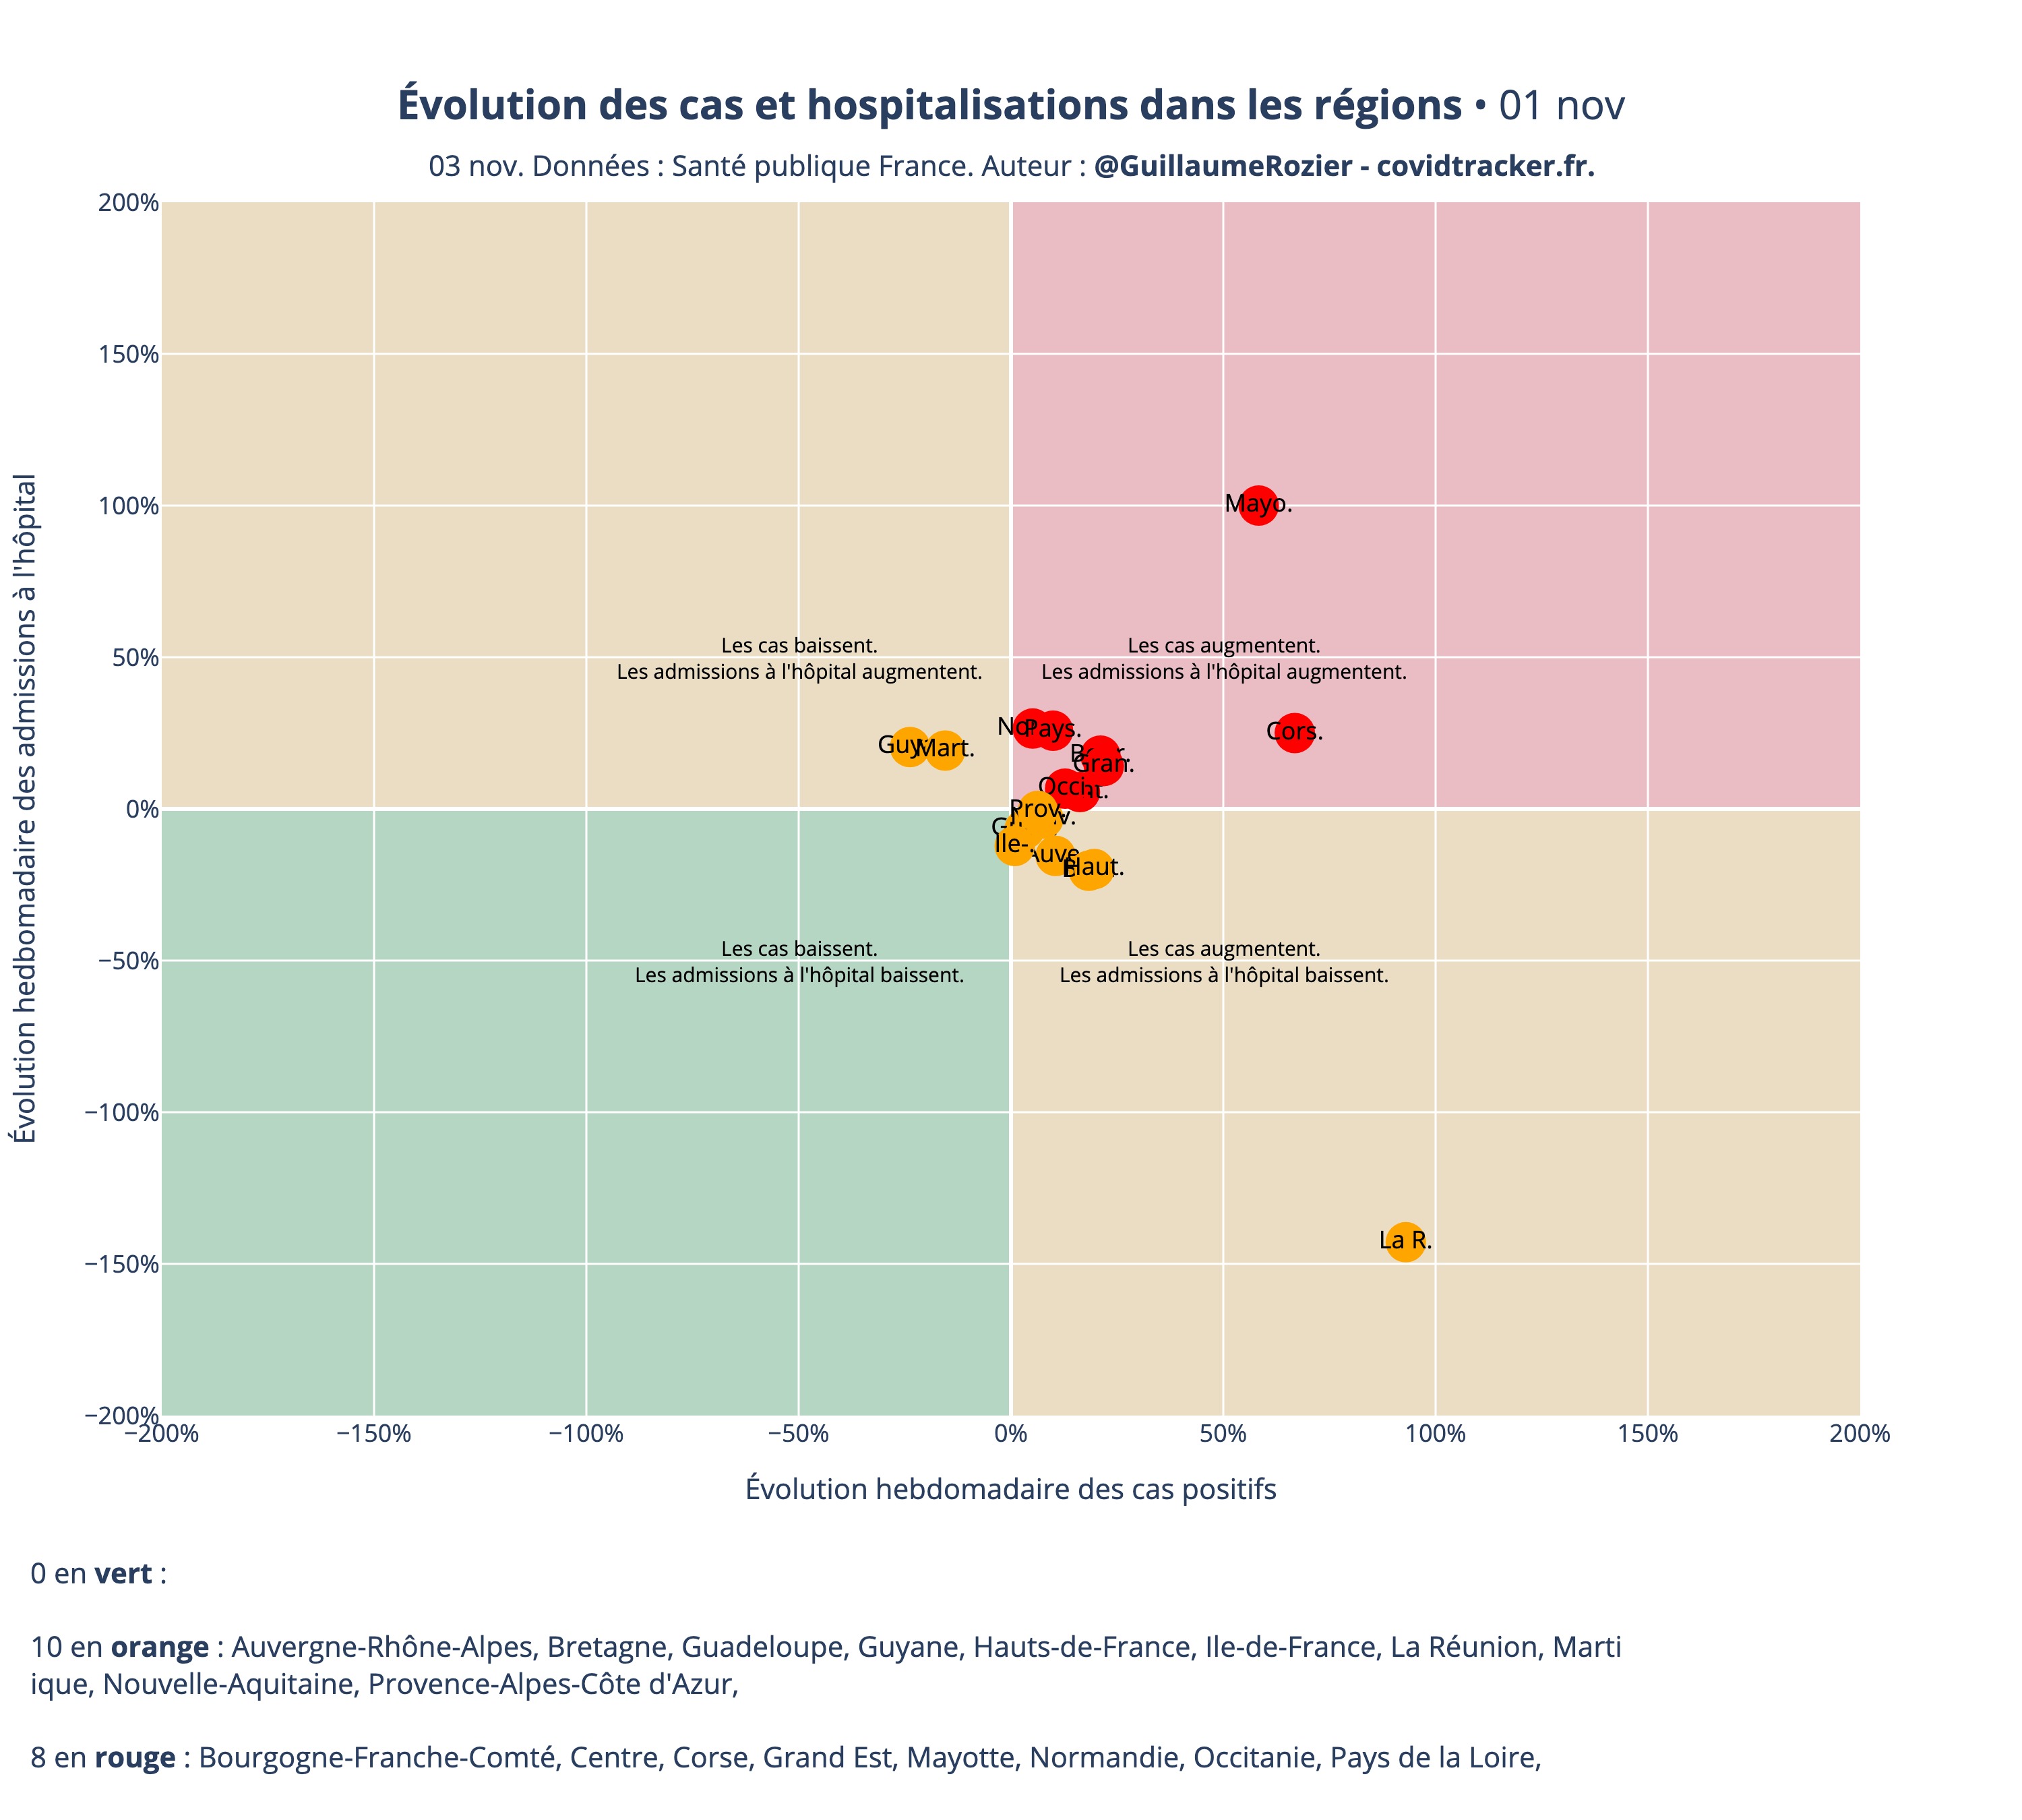 Évolution des cas et hospitalisations dans les régions • 01 nov
03 nov. Données : Santé publique France. Auteur : @GuillaumeRozier - covidtracker.fr.
200%
150%
100%
50%
0%
−50%
−100%
−150%
−200%
Évolution hedbomadaire des admissions à l'hôpital
Mayo.
Les cas baissent.
Les admissions à l'hôpital augmentent.
Les cas augmentent.
Les admissions à l'hôpital augmentent.
Pays.
Cors.
Mart.
Gran.
Occi.
Prov.
Ile-.
Haut.
Les cas baissent.
Les admissions à l'hôpital baissent.
Les cas augmentent.
Les admissions à l'hôpital baissent.
La R.
−200%
−150%
−100%
−50%
0%
50%
100%
150%
200%
Évolution hebdomadaire des cas positifs
0 en vert :
10 en orange : Auvergne-Rhône-Alpes, Bretagne, Guadeloupe, Guyane, Hauts-de-France, Ile-de-France, La Réunion, Marti
ique, Nouvelle-Aquitaine, Provence-Alpes-Côte d'Azur,
8 en rouge : Bourgogne-Franche-Comté, Centre, Corse, Grand Est, Mayotte, Normandie, Occitanie, Pays de la Loire,